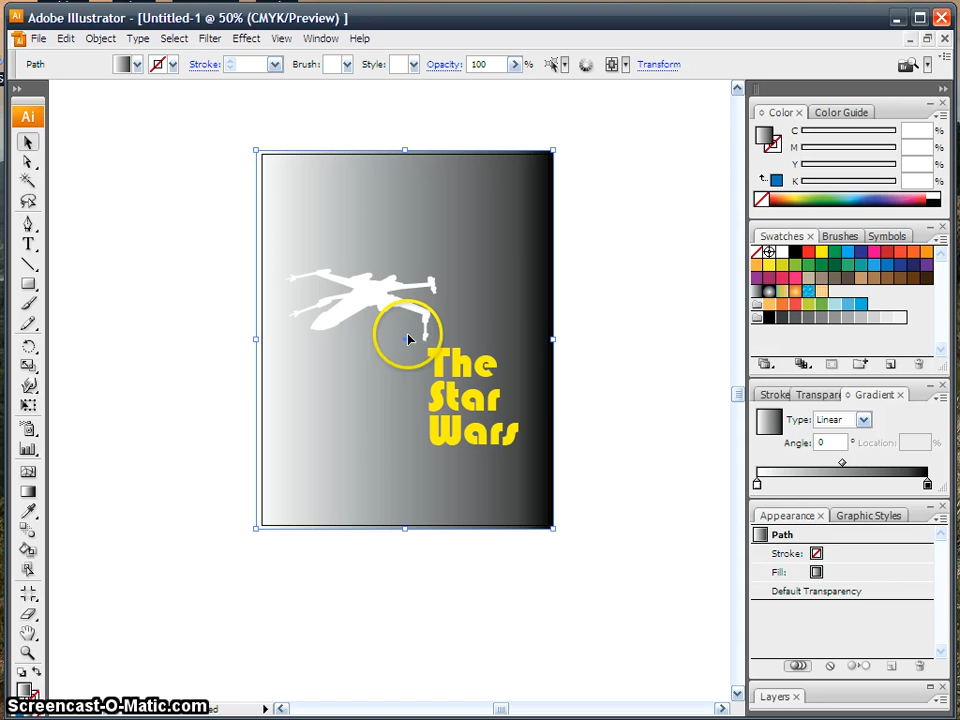 Adobe Illustrator - [Untitled-1 @ 50% (CMYK/Preview) ]
File Edit Object Type Select Filter Effect View Window Help
Path Stroke: Brush: Style: Opacity: 100 % Transform
Ai
Color Color Guide
C %
M %
Y %
K %
Swatches Brushes Symbols
The
Star
Wars
Stroke Transpar Gradient
Type: Linear
Angle: 0 ° Location: %
Appearance Graphic Styles
Path
Stroke:
Fill:
Default Transparency
Layers
Screencast-O-Matic.com